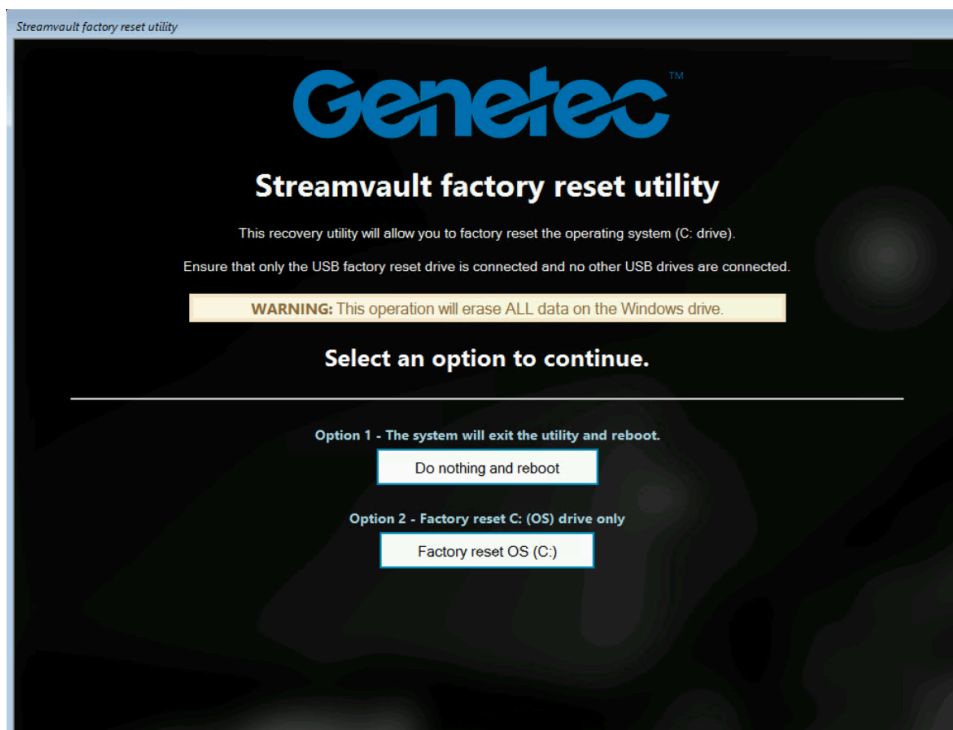 Streamvault factory reset utility
Genetec™
Streamvault factory reset utility
This recovery utility will allow you to factory reset the operating system (C: drive).
Ensure that only the USB factory reset drive is connected and no other USB drives are connected.
WARNING: This operation will erase ALL data on the Windows drive.
Select an option to continue.
Option 1 - The system will exit the utility and reboot.
Do nothing and reboot
Option 2 - Factory reset C: (OS) drive only
Factory reset OS (C:)